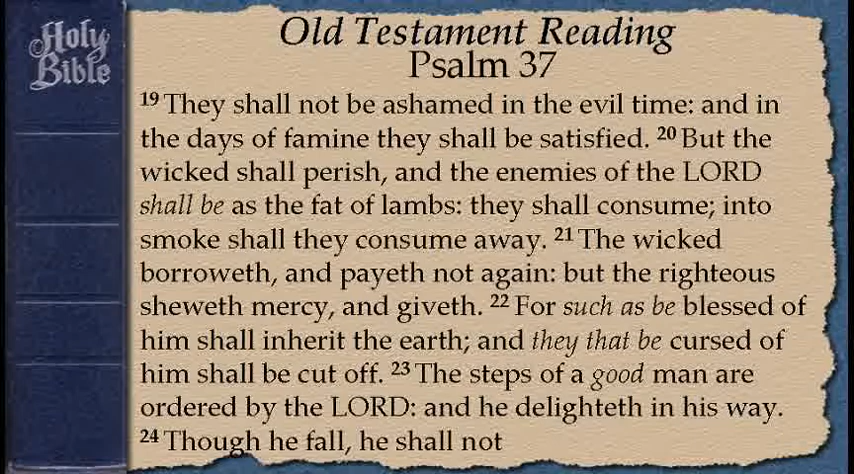 Holy
Bible
Old Testament Reading
Psalm 37
19 They shall not be ashamed in the evil time: and in
the days of famine they shall be satisfied. 20 But the
wicked shall perish, and the enemies of the LORD
shall be as the fat of lambs: they shall consume; into
smoke shall they consume away. 21 The wicked
borroweth, and payeth not again: but the righteous
sheweth mercy, and giveth. 22 For such as be blessed of
him shall inherit the earth; and they that be cursed of
him shall be cut off. 23 The steps of a good man are
ordered by the LORD: and he delighteth in his way.
24 Though he fall, he shall not